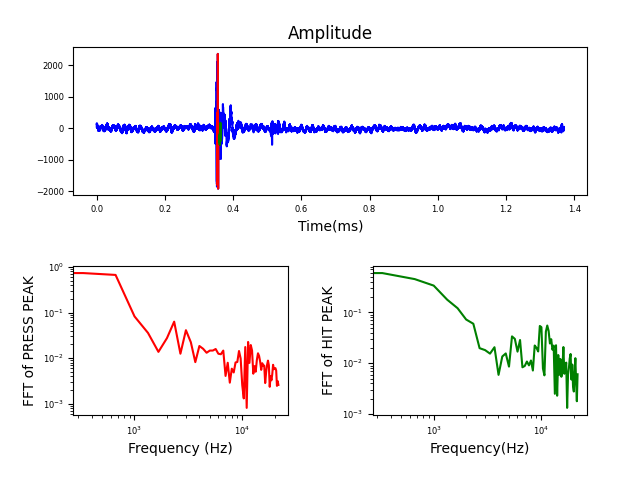 Amplitude
2000
1000
0
−1000
−2000
0.0 0.2 0.4 0.6 0.8 1.0 1.2 1.4
Time(ms)
FFT of PRESS PEAK
10⁰
10⁻¹
10⁻²
10⁻³
10³ 10⁴
Frequency (Hz)
FFT of HIT PEAK
10⁻¹
10⁻²
10⁻³
10³ 10⁴
Frequency(Hz)